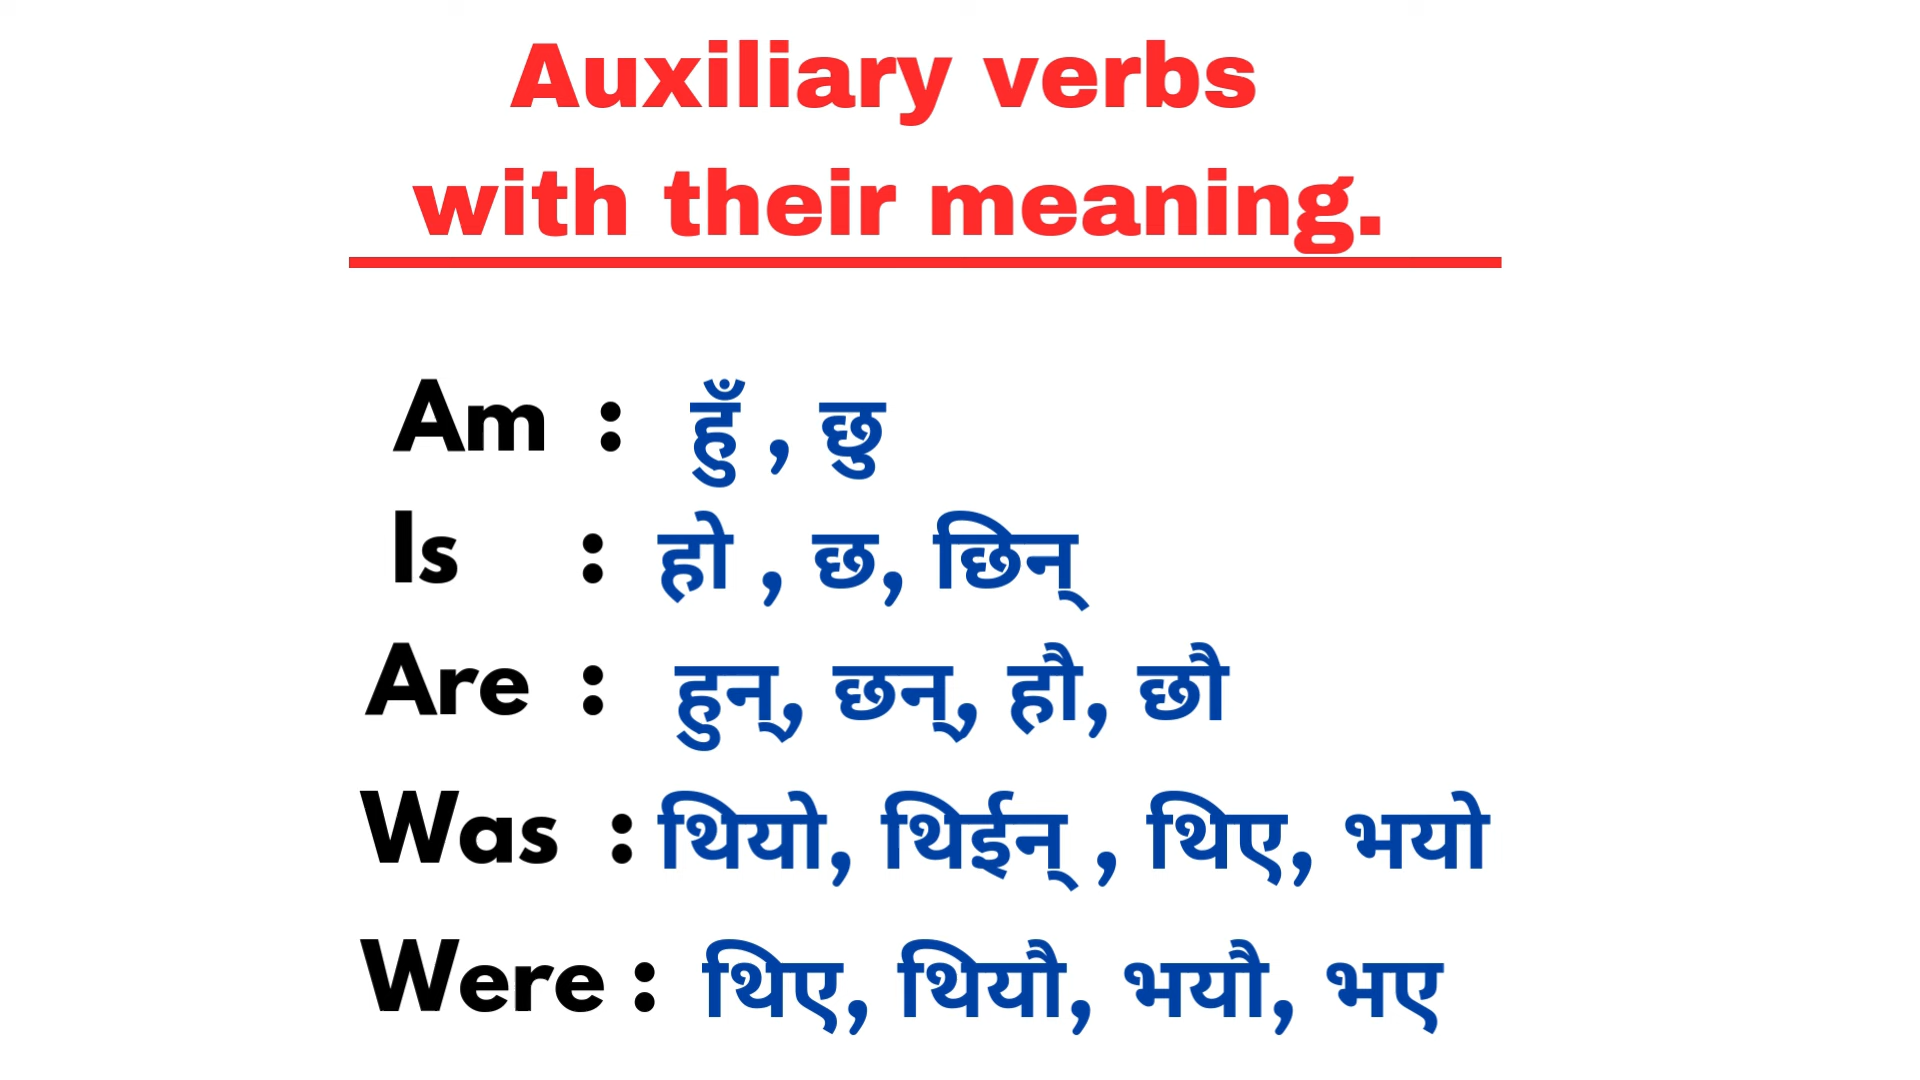 Auxiliary verbs
with their meaning.
Am : हुँ , छु
Is : हो , छ, छिन्
Are : हुन्, छन्, हौ, छौ
Was : थियो, थिईन् , थिए, भयो
Were : थिए, थियौ, भयौ, भए